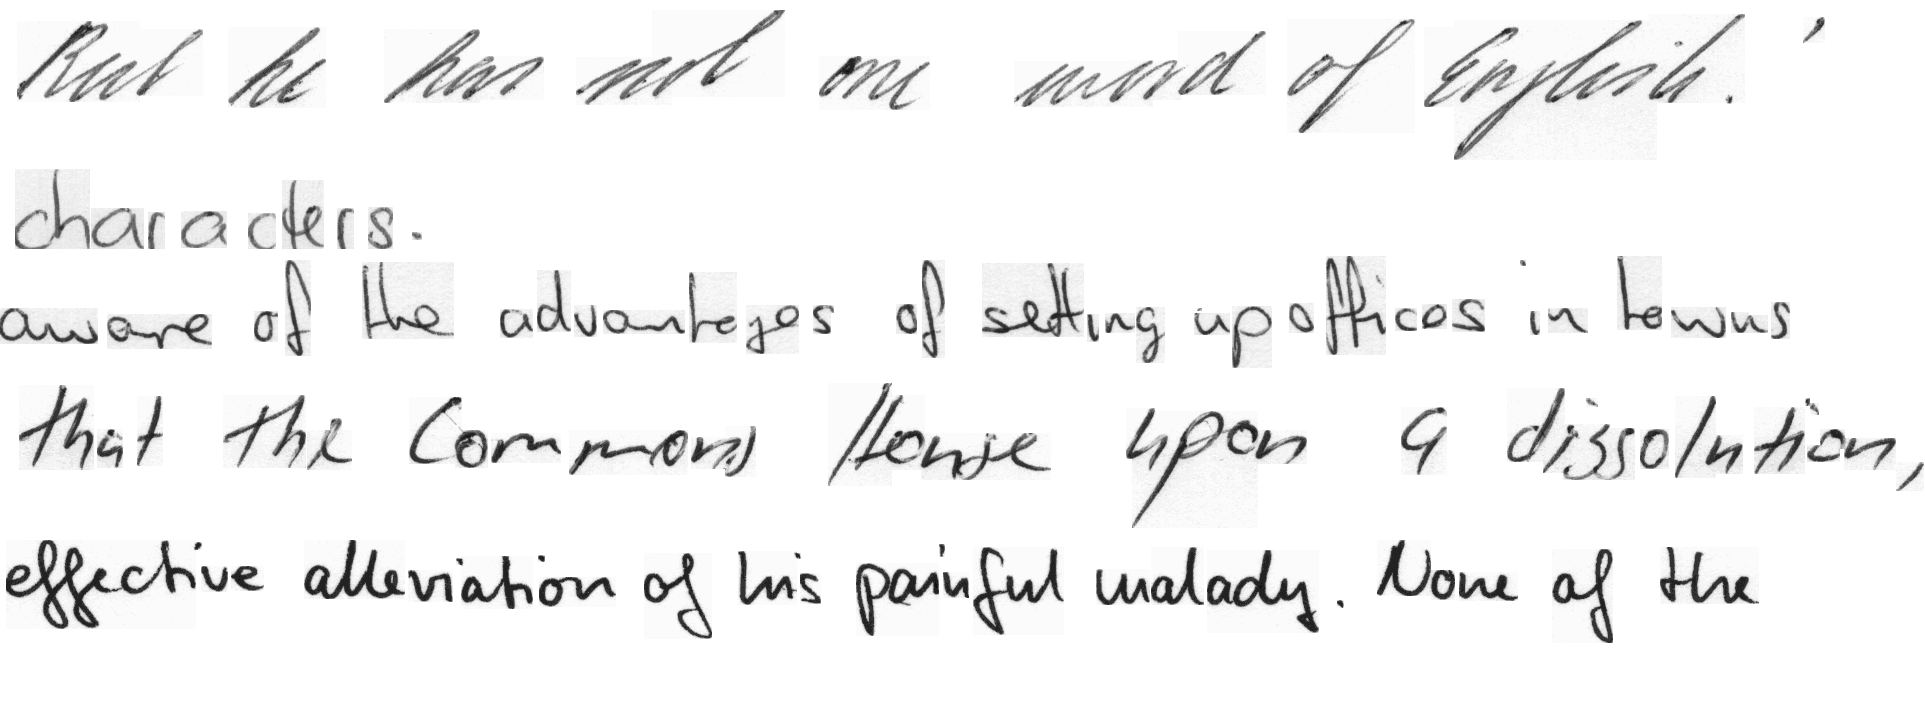 But he has not one word of English.'
characters.
aware of the advantages of setting up offices in towns
that the Commons House upon a dissolution,
effective alleviation of his painful malady. None of the